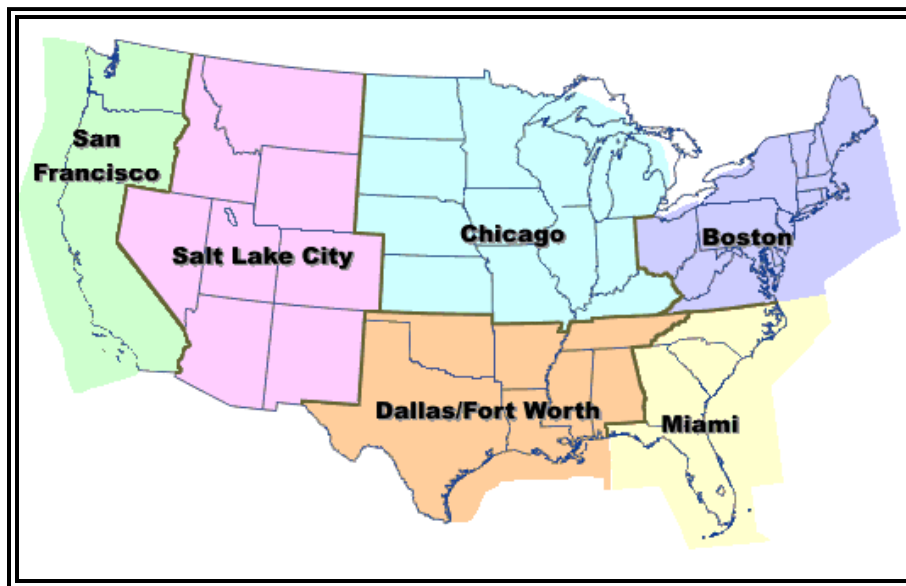 San
Francisco
Salt Lake City
Chicago
Boston
Dallas/Fort Worth
Miami